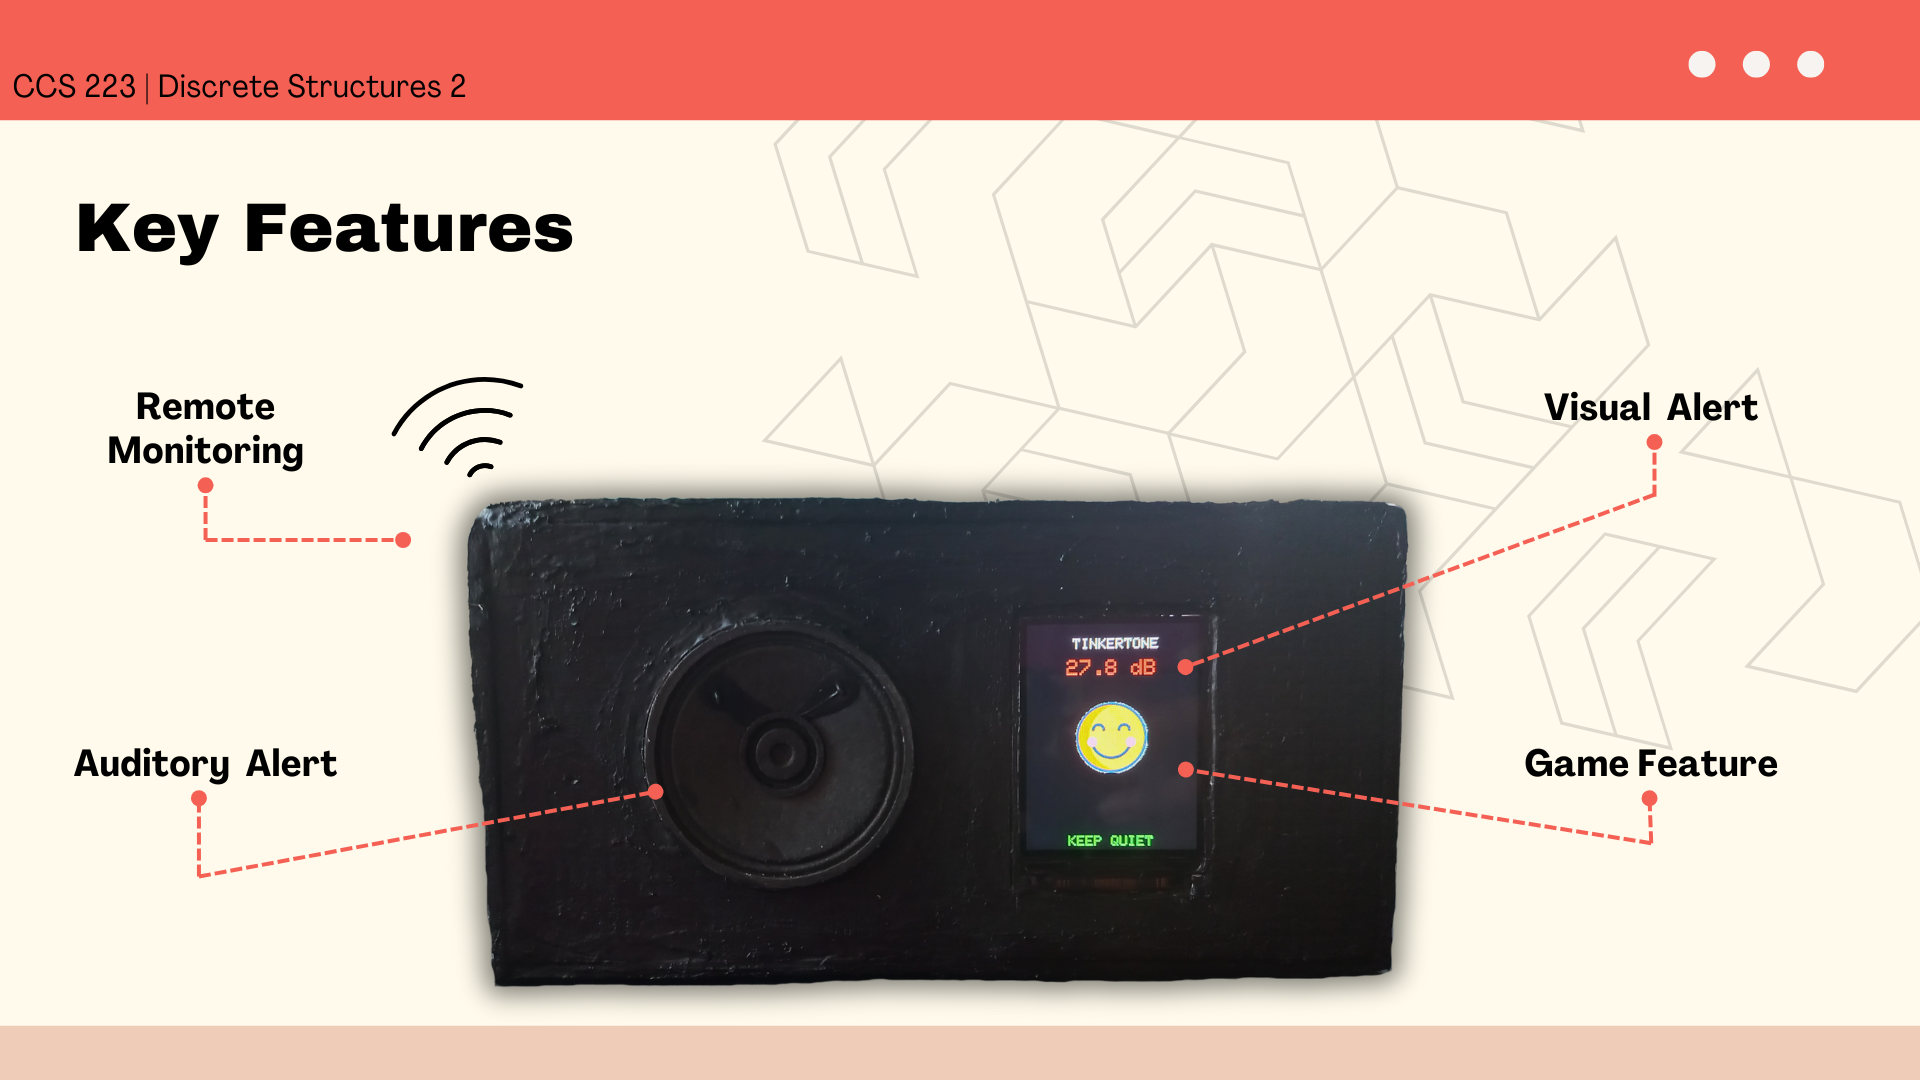 CCS 223 | Discrete Structures 2
Key Features
Remote
Monitoring
Visual Alert
TINKERTONE
27.8 dB
Auditory Alert
Game Feature
KEEP QUIET